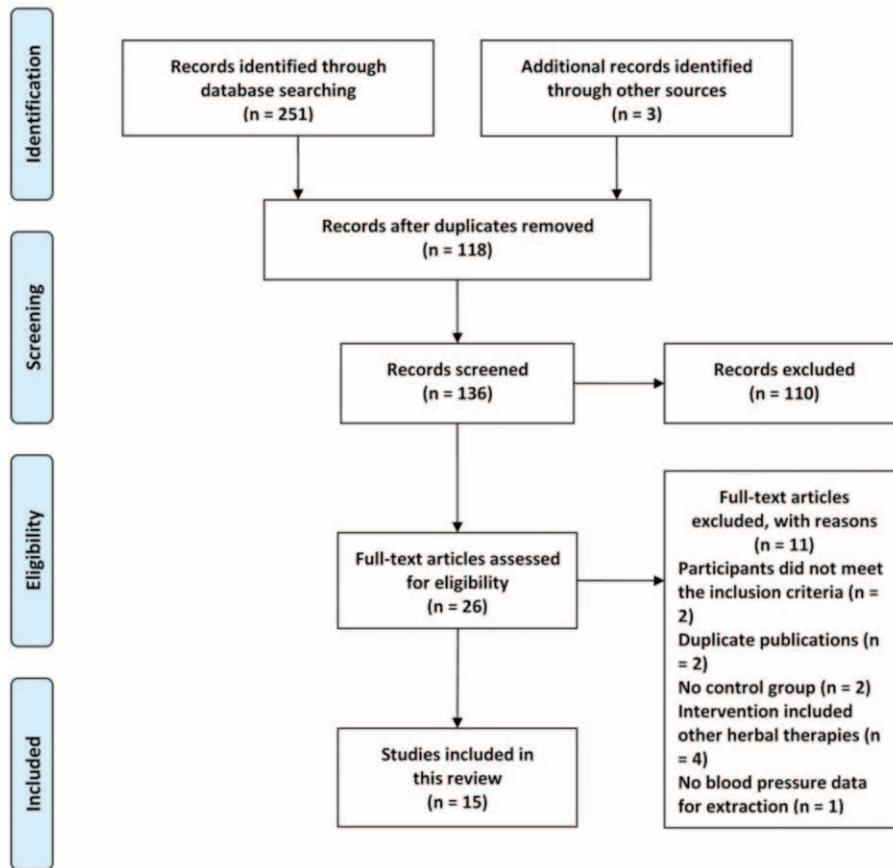 Identification
Records identified through
database searching
(n = 251)
Additional records identified
through other sources
(n = 3)
Records after duplicates removed
(n = 118)
Screening
Records screened
(n = 136)
Records excluded
(n = 110)
Eligibility
Full-text articles assessed
for eligibility
(n = 26)
Full-text articles
excluded, with reasons
(n = 11)
Participants did not meet
the inclusion criteria (n =
2)
Duplicate publications (n
= 2)
No control group (n = 2)
Intervention included
other herbal therapies (n
= 4)
No blood pressure data
for extraction (n = 1)
Included
Studies included in
this review
(n = 15)